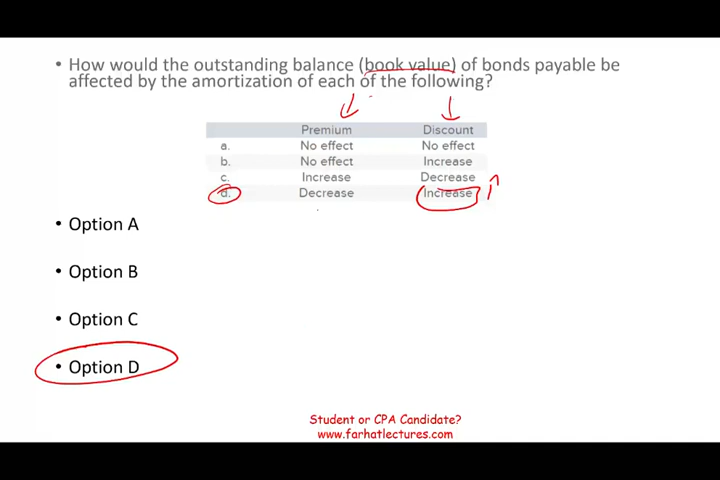 • How would the outstanding balance (book value) of bonds payable be
affected by the amortization of each of the following?
Premium Discount
a. No effect No effect
b. No effect Increase
c. Increase Decrease
d. Decrease Increase
• Option A
• Option B
• Option C
• Option D
Student or CPA Candidate?
www.farhatlectures.com